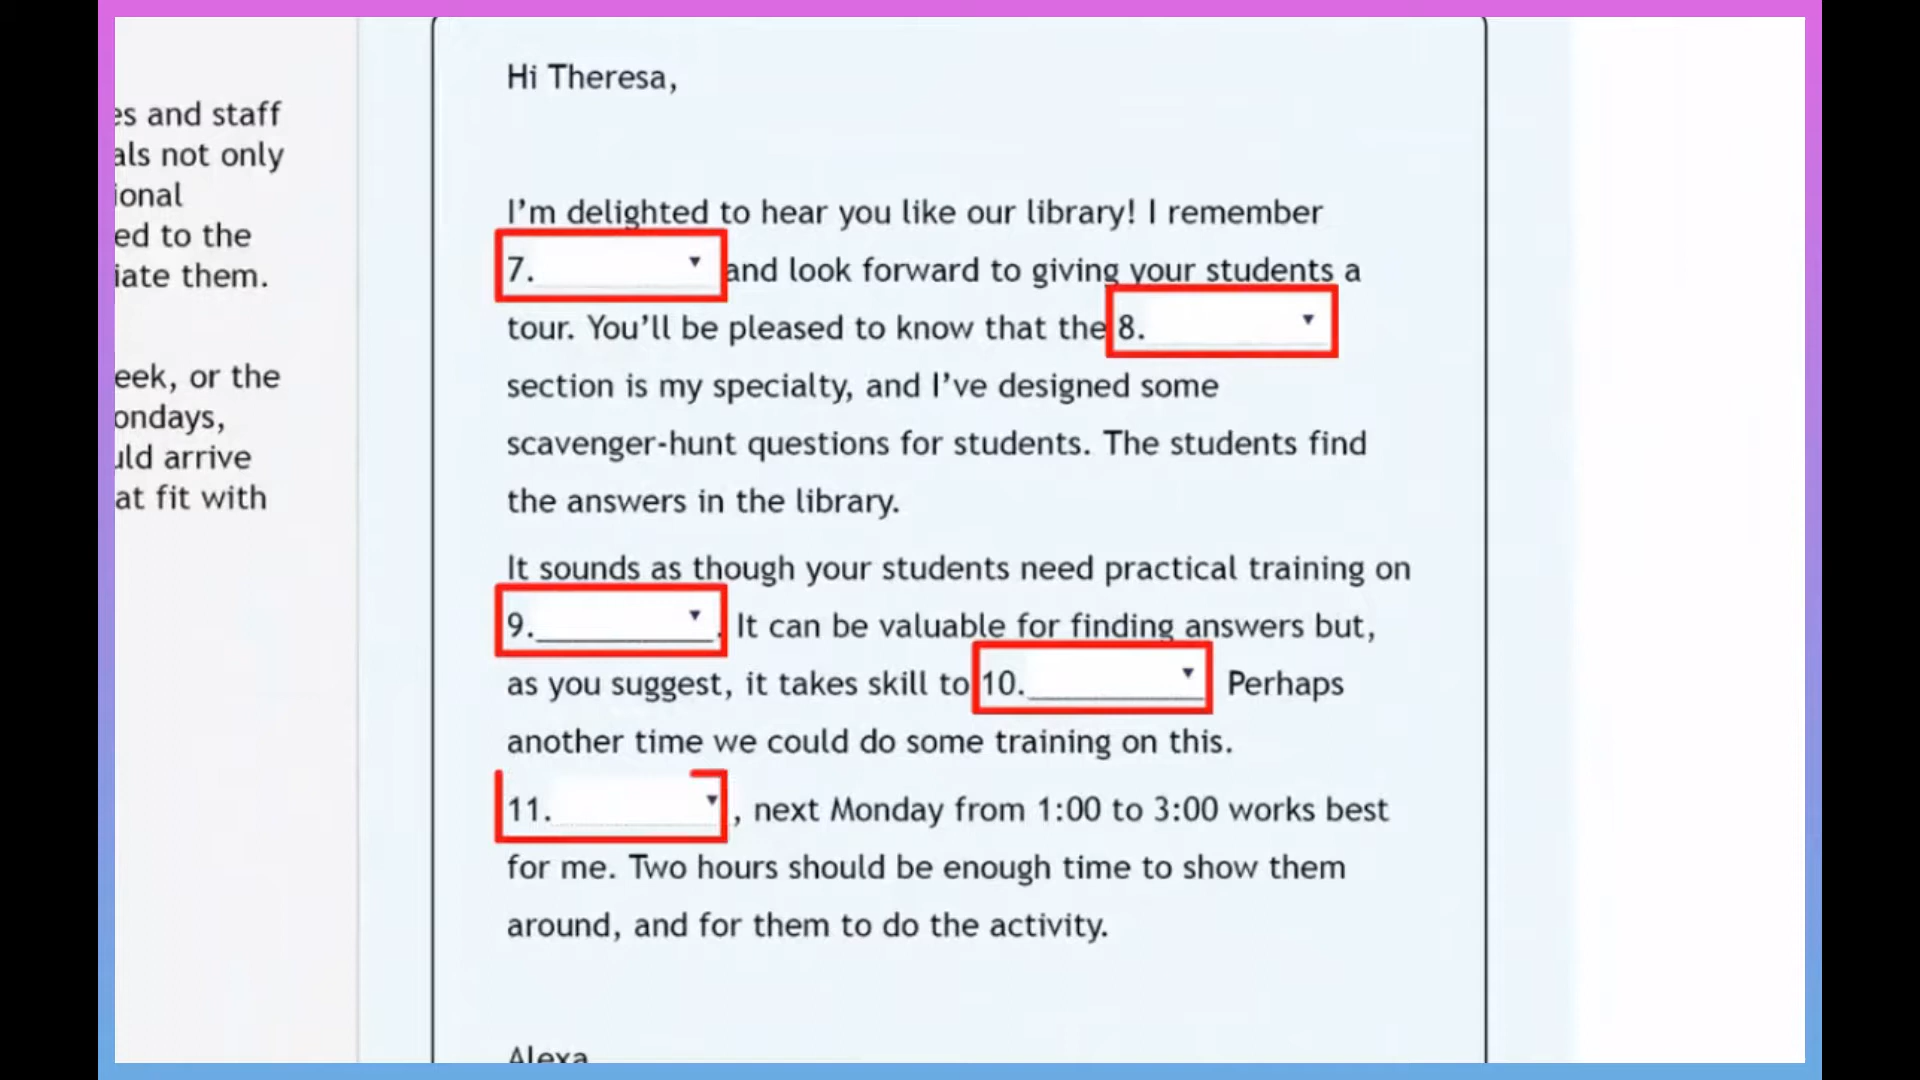 es and staff
als not only
ional
ed to the
iate them.
eek, or the
ondays,
uld arrive
at fit with
Hi Theresa,
I'm delighted to hear you like our library! I remember
7. and look forward to giving your students a
tour. You'll be pleased to know that the 8.
section is my specialty, and I've designed some
scavenger-hunt questions for students. The students find
the answers in the library.
It sounds as though your students need practical training on
9.__________. It can be valuable for finding answers but,
as you suggest, it takes skill to 10.__________ Perhaps
another time we could do some training on this.
11. , next Monday from 1:00 to 3:00 works best
for me. Two hours should be enough time to show them
around, and for them to do the activity.
Alexa